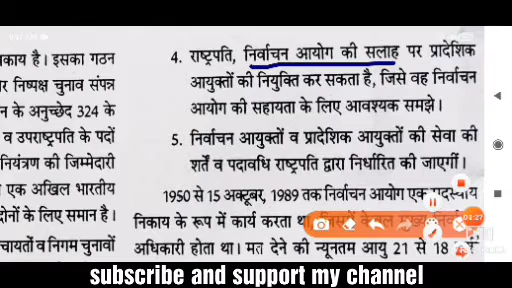 काय है। इसका गठन
र निष्पक्ष चुनाव संपन्न
न के अनुच्छेद 324 के
व उपराष्ट्रपति के पदों
नियंत्रण की जिम्मेदारी
एक अखिल भारतीय
दोनों के लिए समान है।
चायतों व निगम चुनावों
4. राष्ट्रपति, निर्वाचन आयोग की सलाह पर प्रादेशिक
आयुक्तों की नियुक्ति कर सकता है, जिसे वह निर्वाचन
आयोग की सहायता के लिए आवश्यक समझे।
5. निर्वाचन आयुक्तों व प्रादेशिक आयुक्तों की सेवा की
शर्तें व पदावधि राष्ट्रपति द्वारा निर्धारित की जाएगीं।
1950 से 15 अक्टूबर, 1989 तक निर्वाचन आयोग एक
निकाय के रूप में कार्य करता
अधिकारी होता था। मत देने की न्यूनतम आयु 21 से 18
01:27
subscribe and support my channel